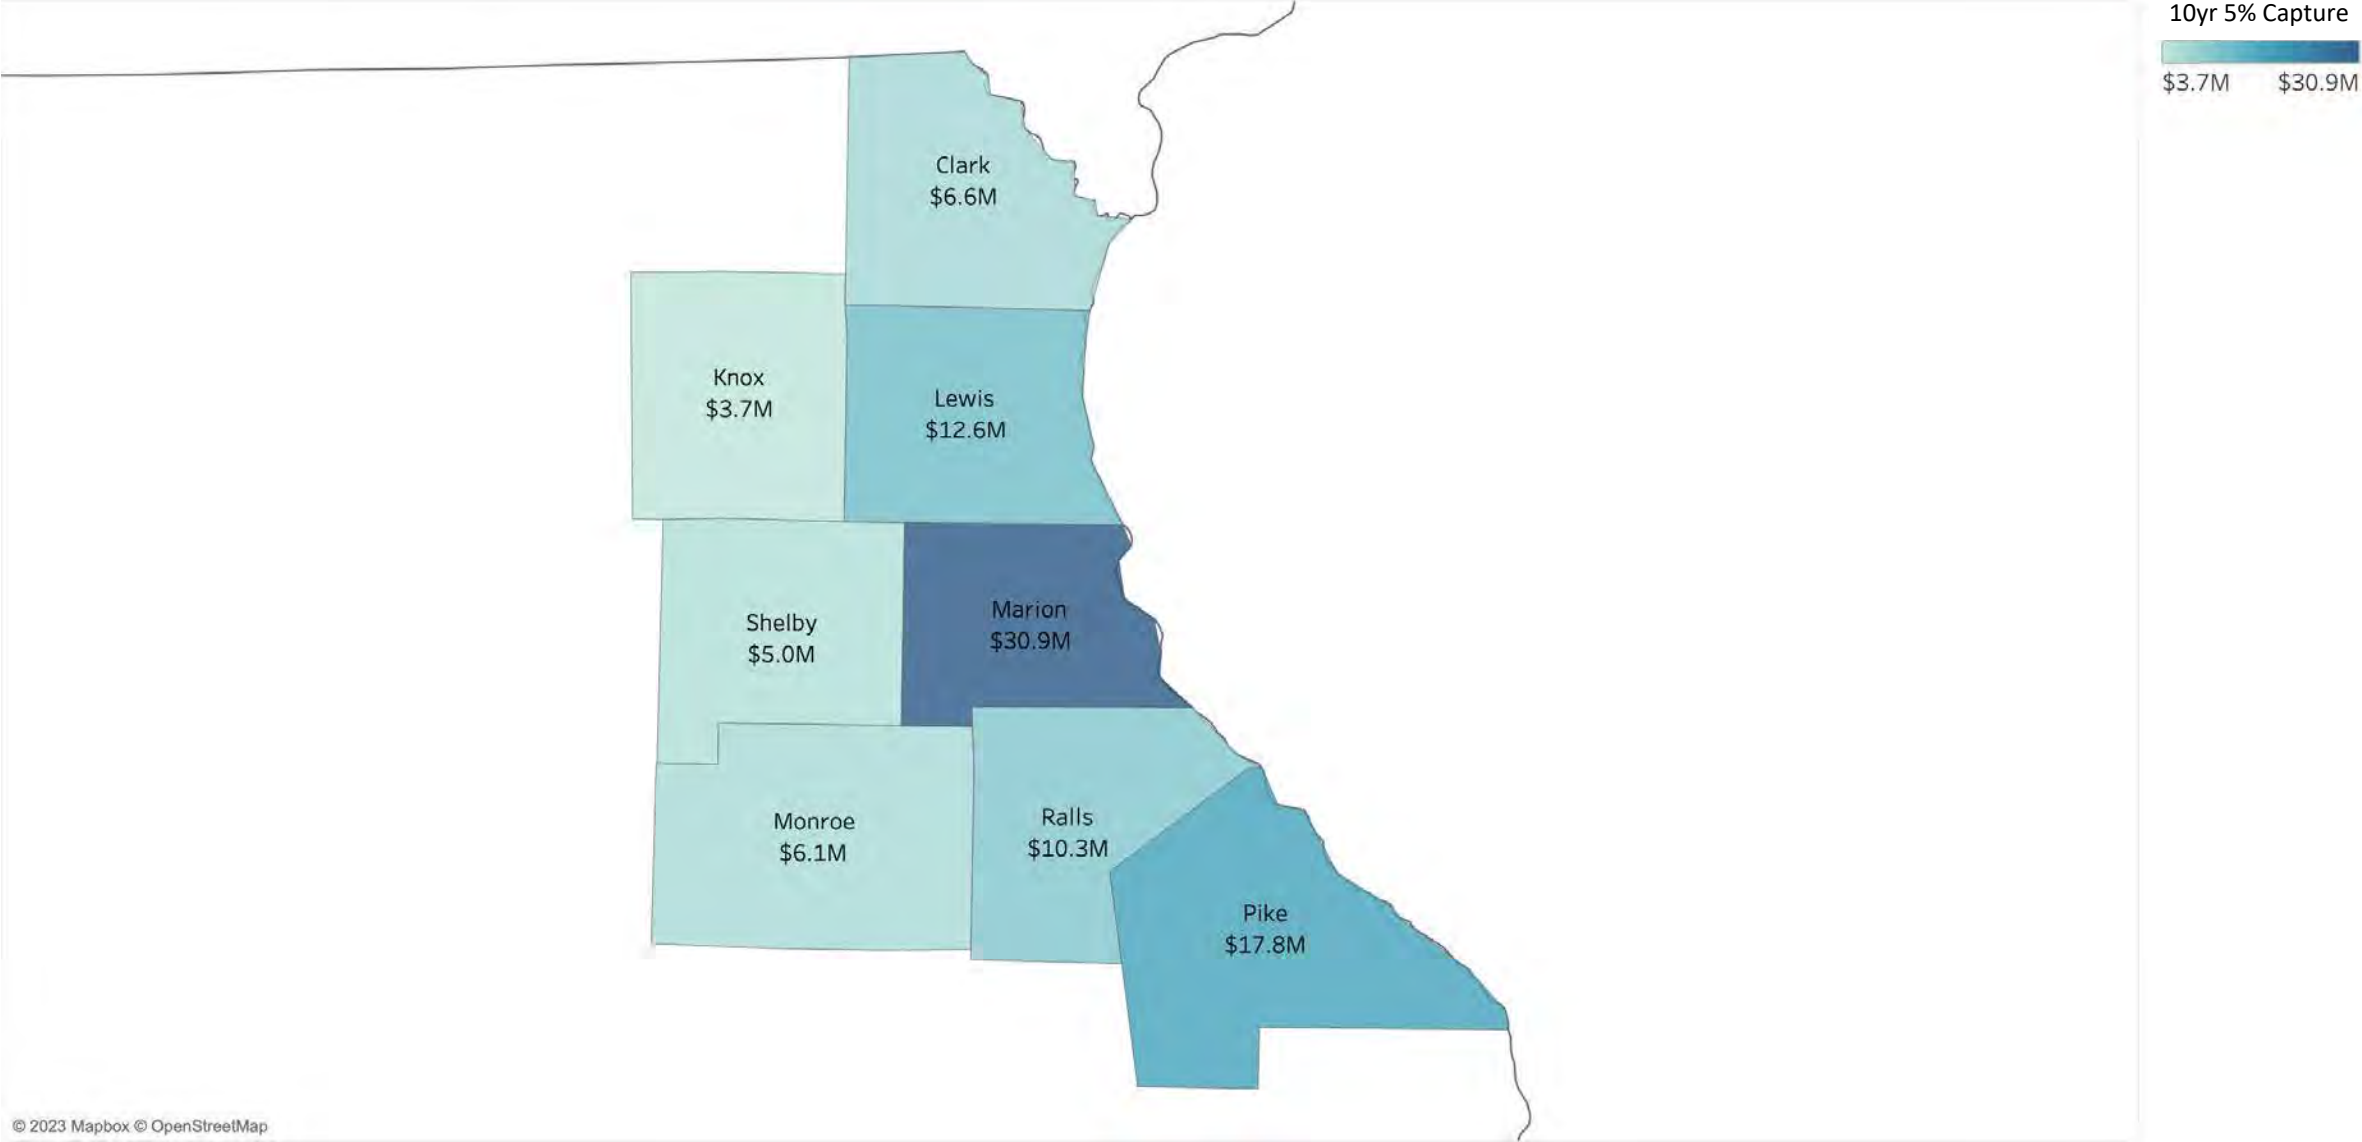 10yr 5% Capture
$3.7M $30.9M
Clark
$6.6M
Knox
$3.7M
Lewis
$12.6M
Shelby
$5.0M
Marion
$30.9M
Monroe
$6.1M
Ralls
$10.3M
Pike
$17.8M
© 2023 Mapbox © OpenStreetMap